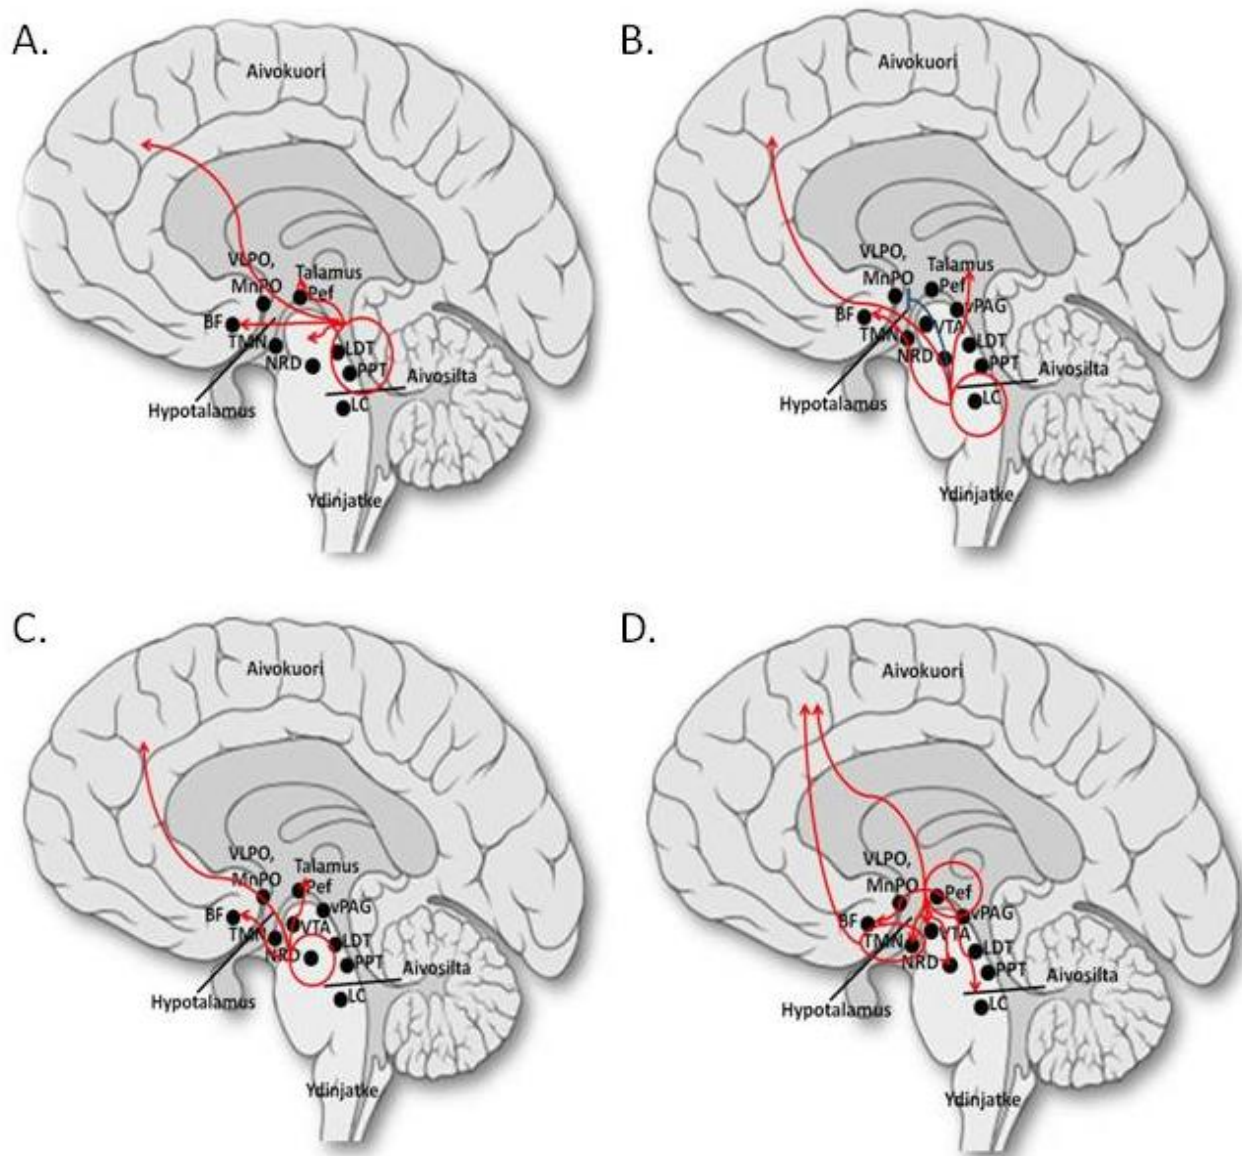 A.
Aivokuori
VLPO,
MnPO
Talamus
Pef
BF
TMN
NRD
LDT
PPT
Aivosilta
LC
Hypotalamus
Ydinjatke
B.
Aivokuori
VLPO,
MnPO
Talamus
Pef
vPAG
BF
VTA
TMN
NRD
LDT
PPT
Aivosilta
LC
Hypotalamus
Ydinjatke
C.
Aivokuori
VLPO,
MnPO
Talamus
Pef
vPAG
BF
VTA
TMN
NRD
LDT
PPT
Aivosilta
LC
Hypotalamus
Ydinjatke
D.
Aivokuori
VLPO,
MnPO
Pef
vPAG
BF
VTA
TMN
NRD
LDT
PPT
Aivosilta
LC
Hypotalamus
Ydinjatke